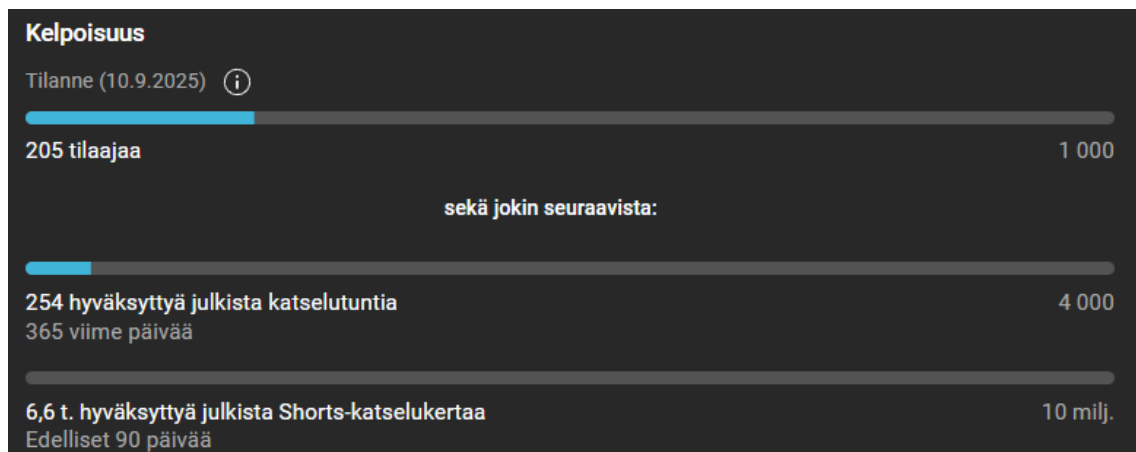 Kelpoisuus
Tilanne (10.9.2025)
205 tilaajaa 1 000
sekä jokin seuraavista:
254 hyväksyttyä julkista katselutuntia 4 000
365 viime päivää
6,6 t. hyväksyttyä julkista Shorts-katselukertaa 10 milj.
Edelliset 90 päivää